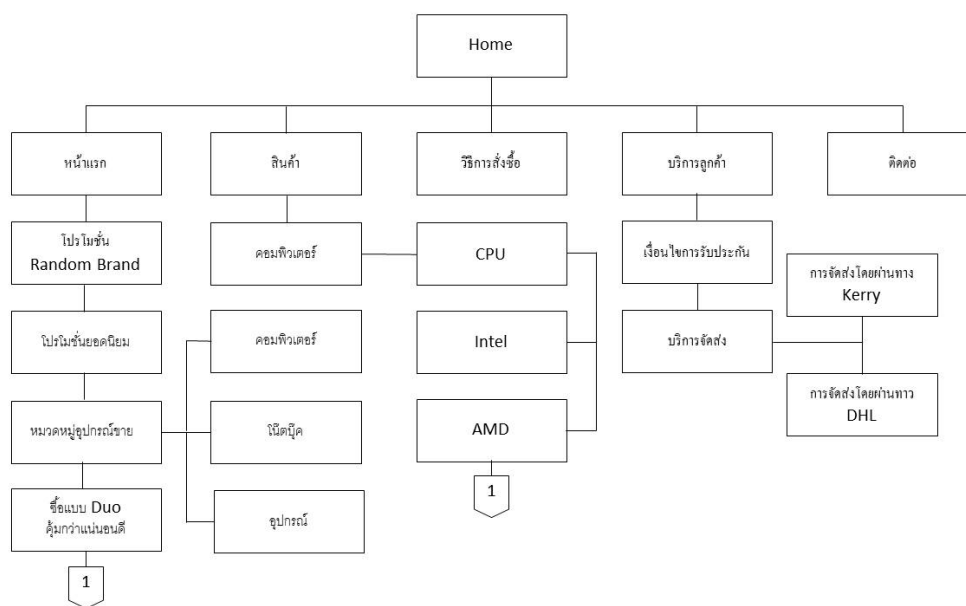 Home
หน้าแรก
สินค้า
วิธีการสั่งซื้อ
บริการลูกค้า
ติดต่อ
โปรโมชั่น
Random Brand
คอมพิวเตอร์
CPU
เงื่อนไขการรับประกัน
การจัดส่งโดยผ่านทาง
Kerry
โปรโมชั่นยอดนิยม
คอมพิวเตอร์
Intel
บริการจัดส่ง
หมวดหมู่อุปกรณ์ขาย
โน๊ตบุ๊ค
AMD
การจัดส่งโดยผ่านทาว
DHL
ซื้อแบบ Duo
คุ้มกว่าแน่นอนดี
อุปกรณ์
1
1